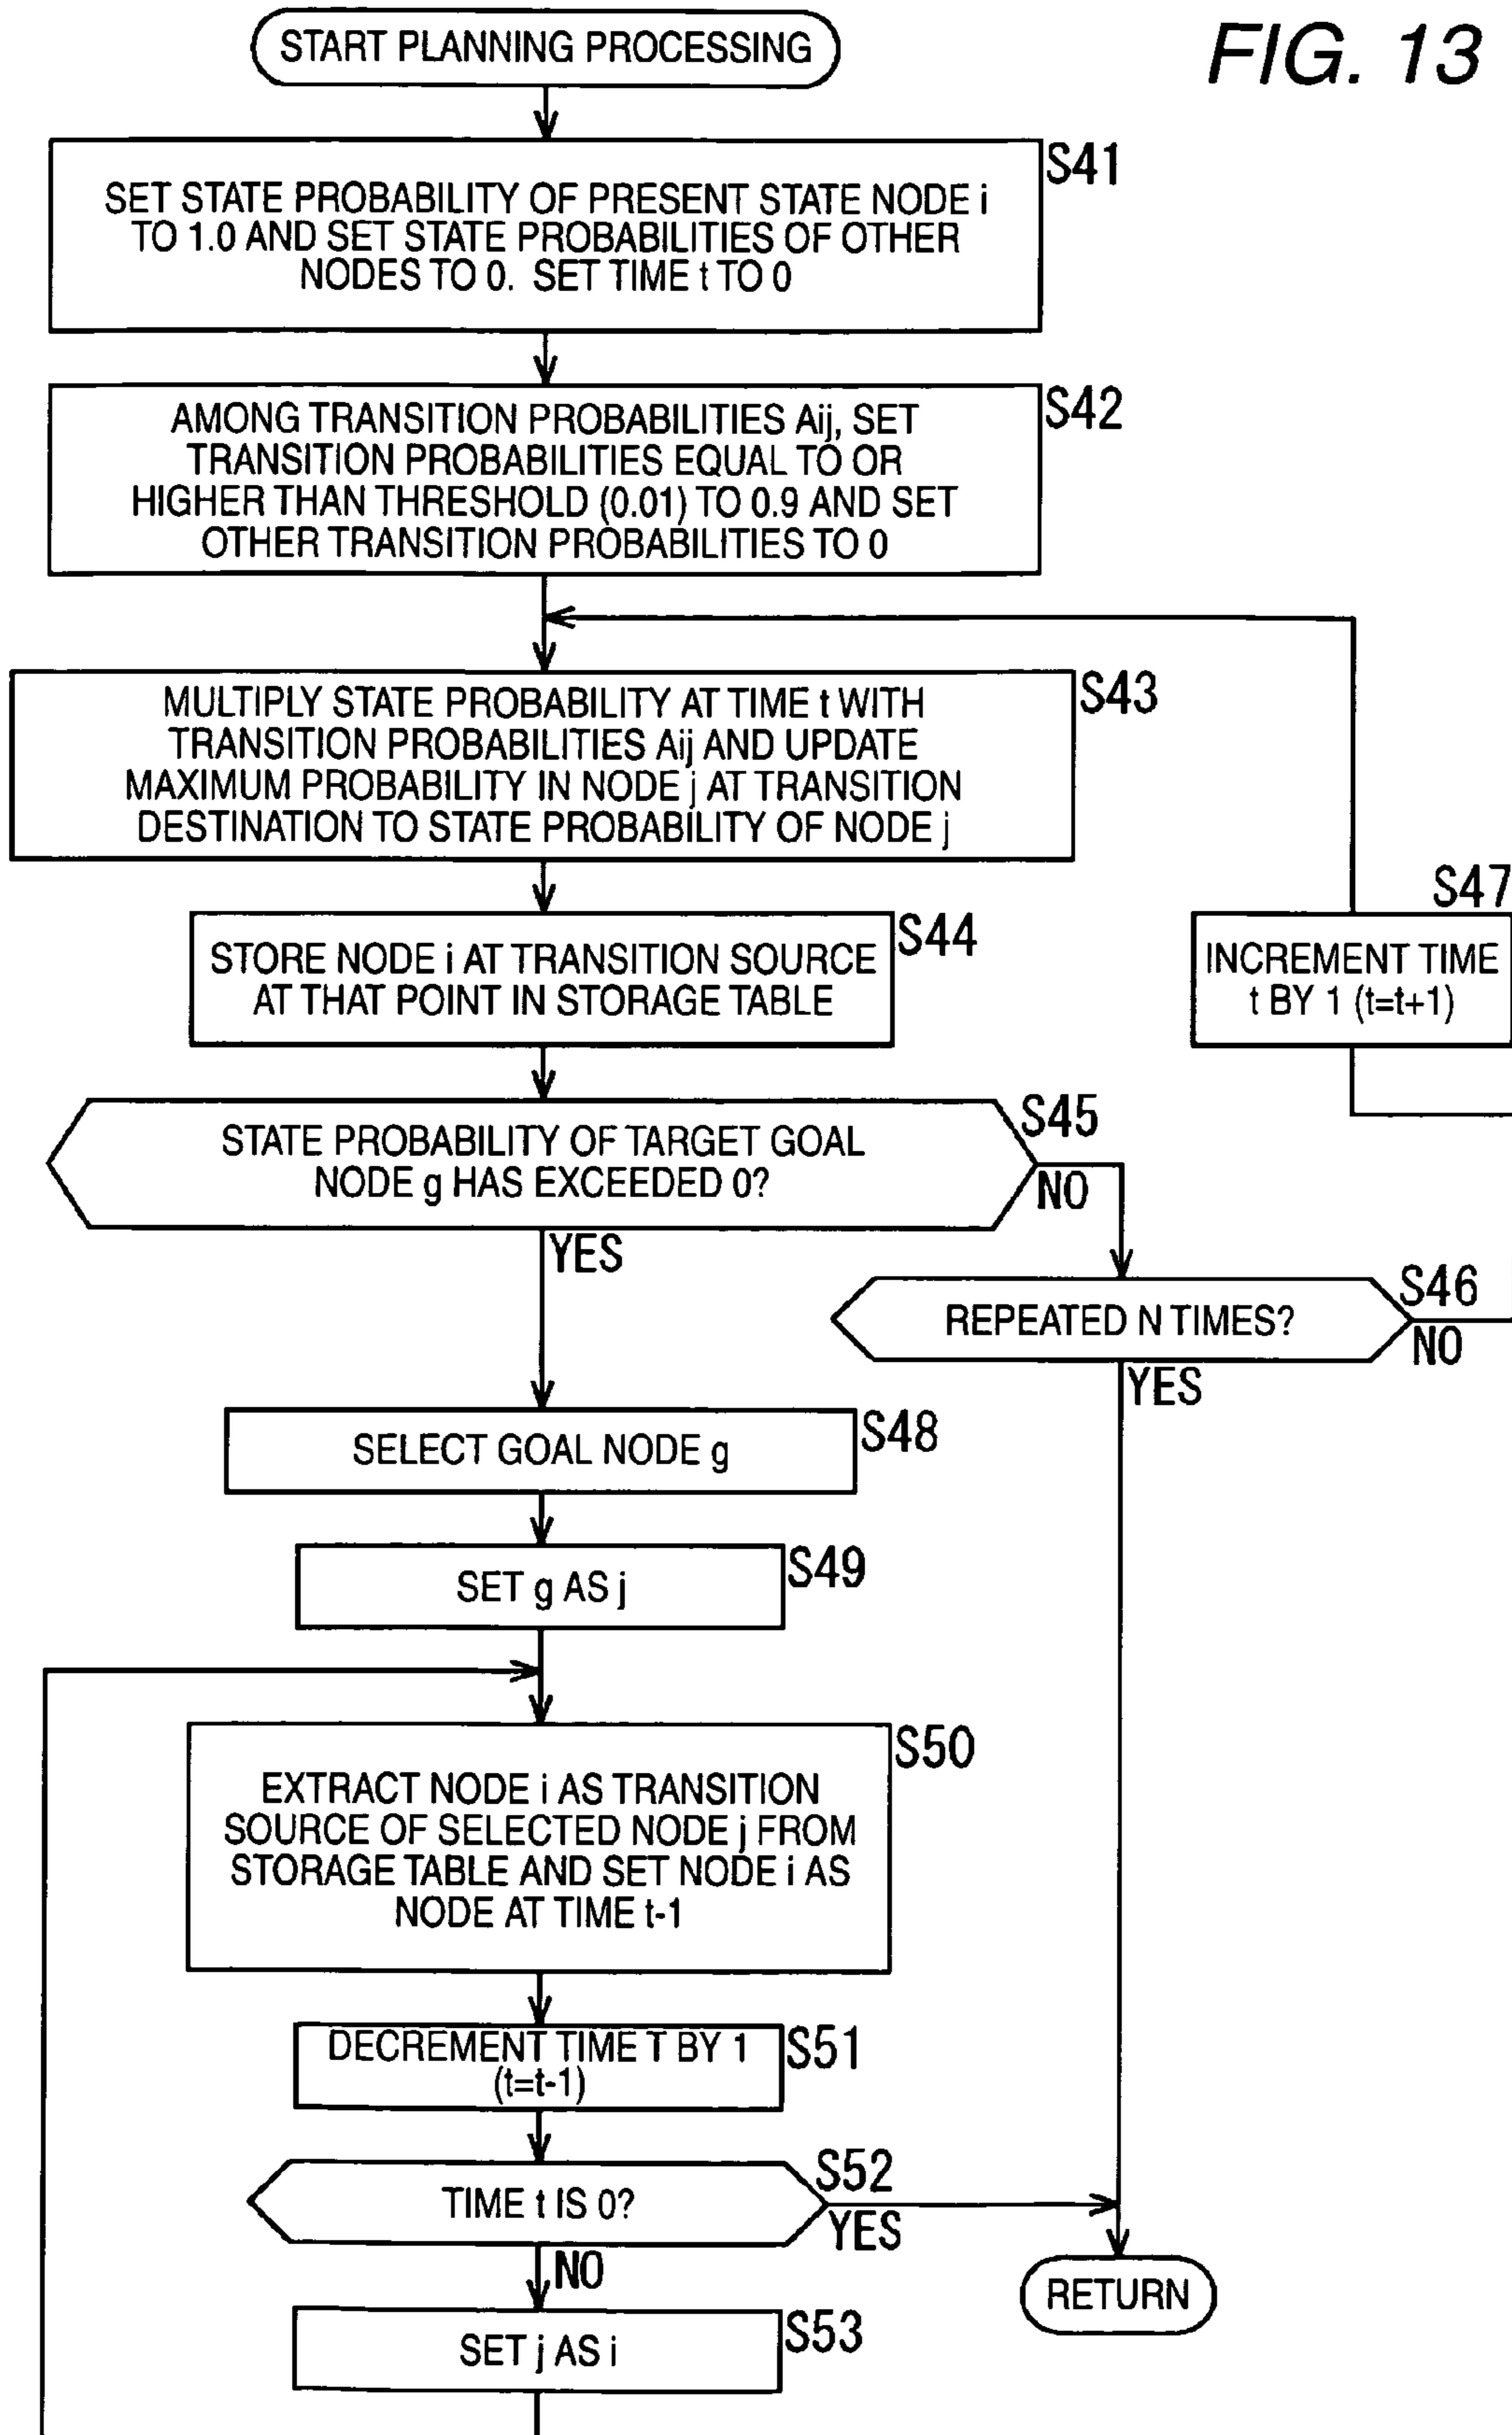 FIG. 13
START PLANNING PROCESSING
S41
SET STATE PROBABILITY OF PRESENT STATE NODE i
TO 1.0 AND SET STATE PROBABILITIES OF OTHER
NODES TO 0. SET TIME t TO 0
S42
AMONG TRANSITION PROBABILITIES Aij, SET
TRANSITION PROBABILITIES EQUAL TO OR
HIGHER THAN THRESHOLD (0.01) TO 0.9 AND SET
OTHER TRANSITION PROBABILITIES TO 0
S43
MULTIPLY STATE PROBABILITY AT TIME t WITH
TRANSITION PROBABILITIES Aij AND UPDATE
MAXIMUM PROBABILITY IN NODE j AT TRANSITION
DESTINATION TO STATE PROBABILITY OF NODE j
S44
STORE NODE i AT TRANSITION SOURCE
AT THAT POINT IN STORAGE TABLE
S47
INCREMENT TIME
t BY 1 (t=t+1)
S45
STATE PROBABILITY OF TARGET GOAL
NODE g HAS EXCEEDED 0?
NO
YES
S46
REPEATED N TIMES?
NO
YES
S48
SELECT GOAL NODE g
S49
SET g AS j
S50
EXTRACT NODE i AS TRANSITION
SOURCE OF SELECTED NODE j FROM
STORAGE TABLE AND SET NODE i AS
NODE AT TIME t-1
S51
DECREMENT TIME T BY 1
(t=t-1)
S52
TIME t IS 0?
YES
NO
RETURN
S53
SET j AS i